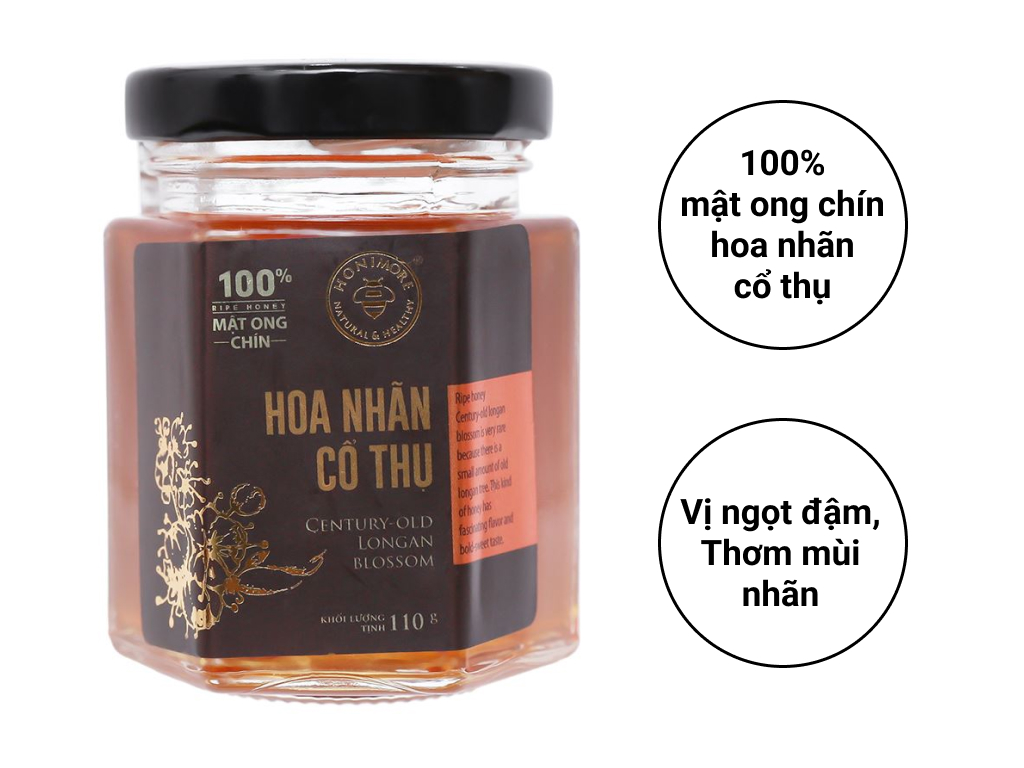 100%
RIPE HONEY
MẬT ONG
CHÍN
HONIMORE®
NATURAL & HEALTHY
HOA NHÃN
CỔ THỤ
CENTURY-OLD
LONGAN
BLOSSOM
KHỐI LƯỢNG
TỊNH 110 g
Ripe honey
Century-old longan
blossom is very rare
because there is a
small amount of old
longan tree. This kind
of honey has
fascinating flavor and
bold-sweet taste.
100%
mật ong chín
hoa nhãn
cổ thụ
Vị ngọt đậm,
Thơm mùi
nhãn